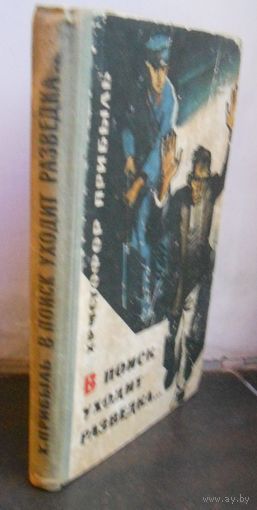 Х. ПРИБЫЛЬ В ПОИСК УХОДИТ РАЗВЕДКА...
ХРИСТОФОР ПРИБЫЛЬ
В ПОИСК
УХОДИТ
РАЗВЕДКА...
www.ay.by